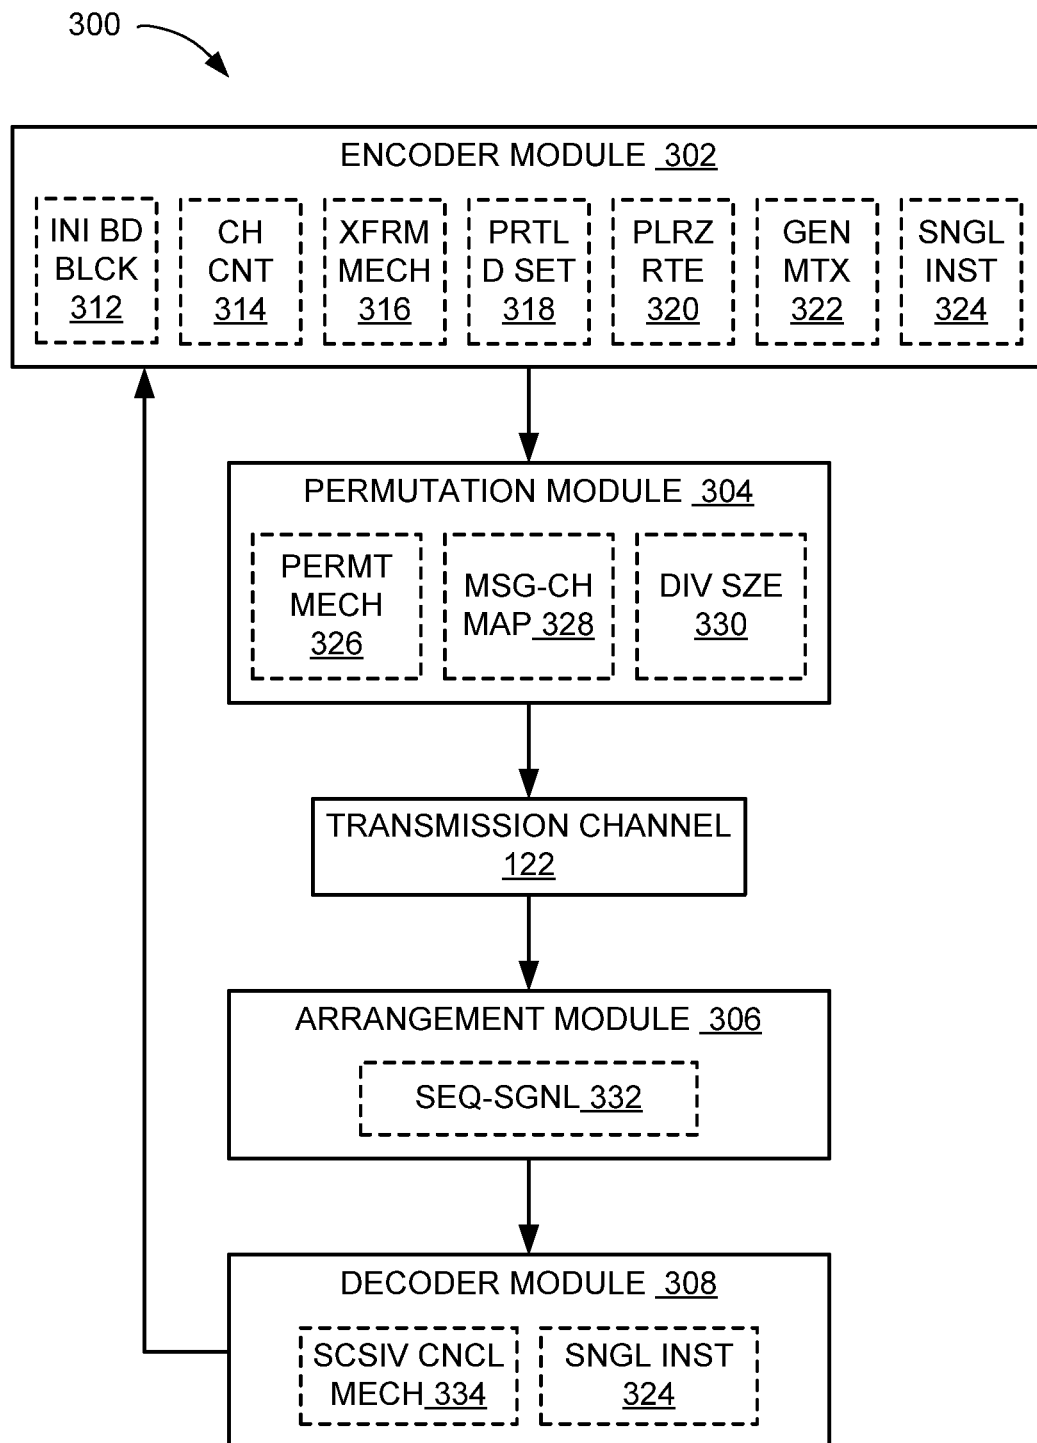 300
ENCODER MODULE 302
INI BD
BLCK
312
CH
CNT
314
XFRM
MECH
316
PRTL
D SET
318
PLRZ
RTE
320
GEN
MTX
322
SNGL
INST
324
PERMUTATION MODULE 304
PERMT
MECH
326
MSG-CH
MAP 328
DIV SZE
330
TRANSMISSION CHANNEL
122
ARRANGEMENT MODULE 306
SEQ-SGNL 332
DECODER MODULE 308
SCSIV CNCL
MECH 334
SNGL INST
324